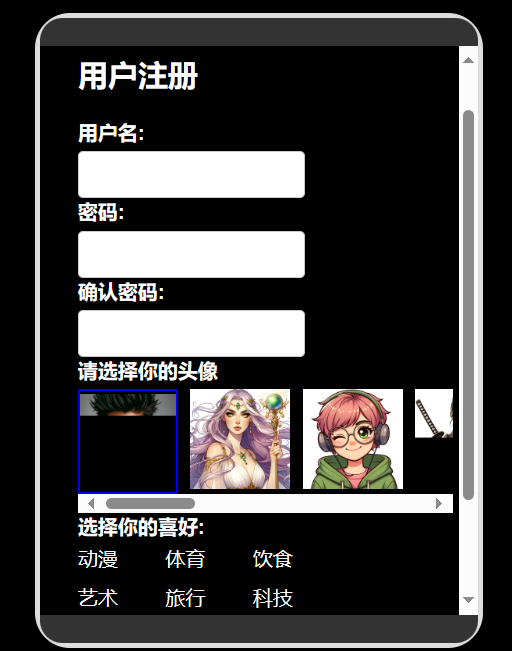 用户注册
用户名:
密码:
确认密码:
请选择你的头像
选择你的喜好:
动漫 体育 饮食
艺术 旅行 科技